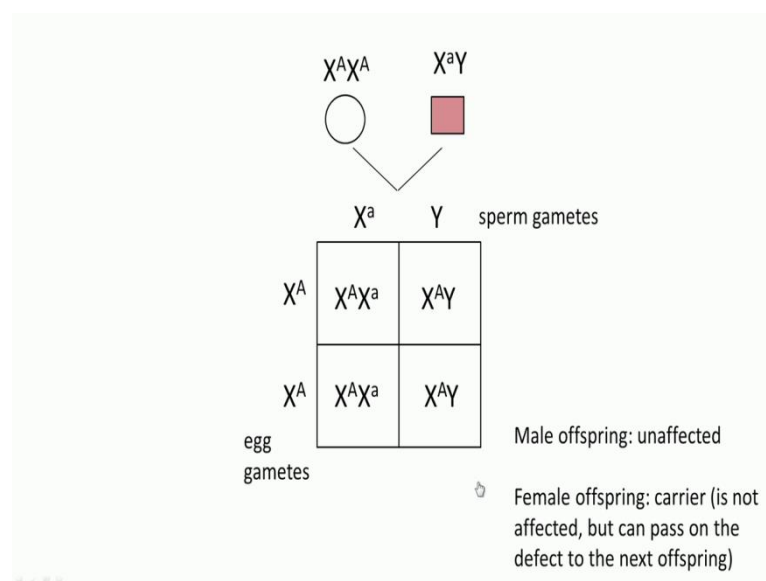 XᴬXᴬ XᵃY
Xᵃ Y sperm gametes
Xᴬ XᴬXᵃ XᴬY
Xᴬ XᴬXᵃ XᴬY
egg
gametes
Male offspring: unaffected
Female offspring: carrier (is not
affected, but can pass on the
defect to the next offspring)